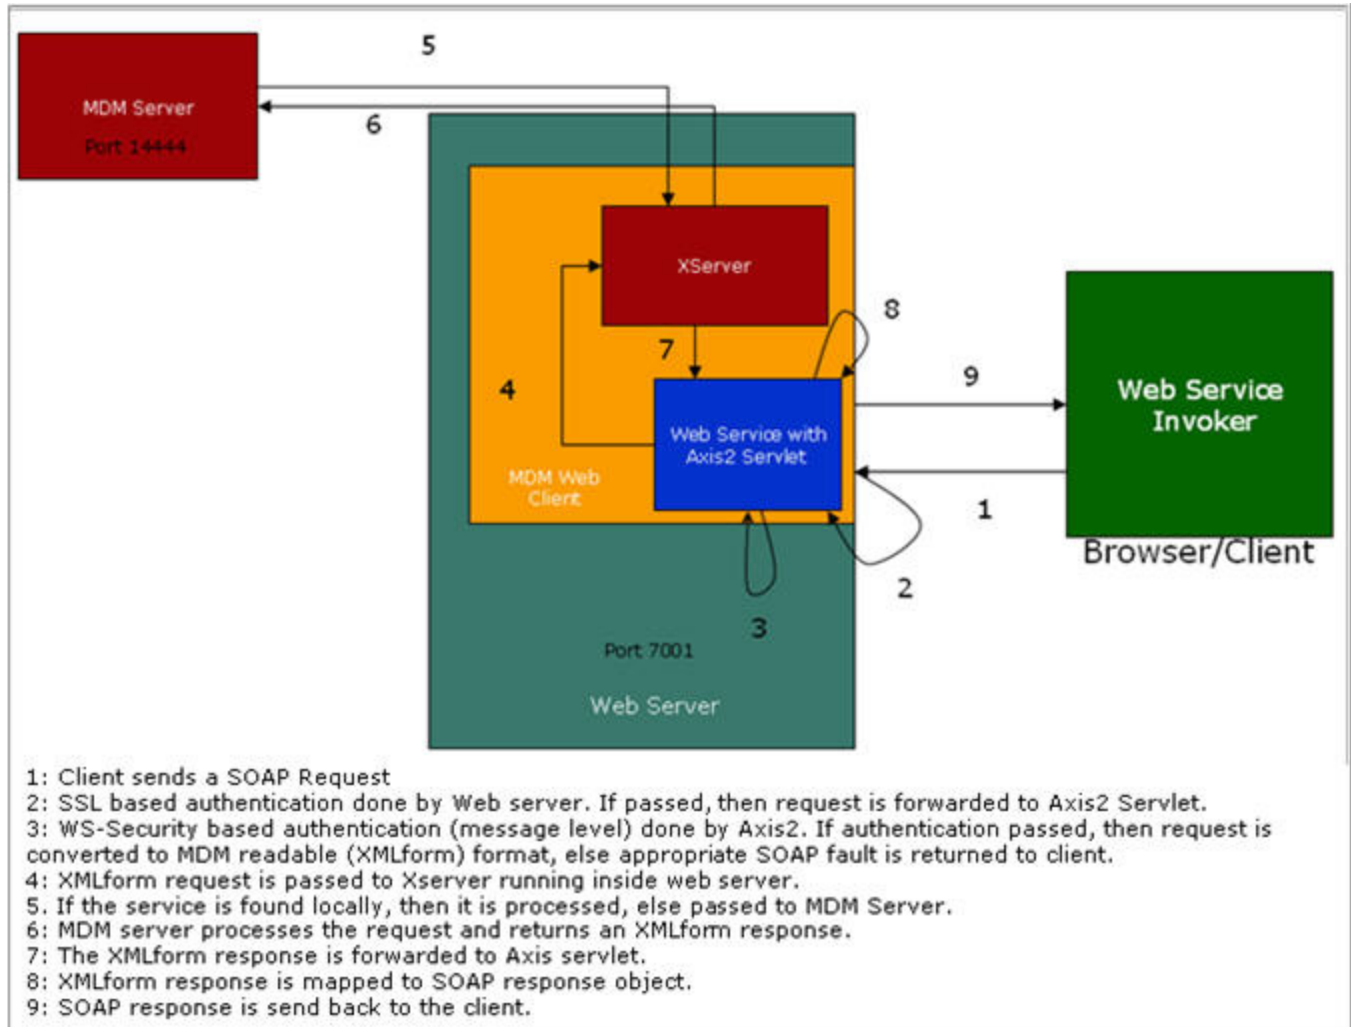 5
MDM Server
6
Port 14444
XServer
8
7
4
9
Web Service
Invoker
Web Service with
Axis2 Servlet
MDM Web
Client
1
Browser/Client
2
3
Port 7001
Web Server
1: Client sends a SOAP Request
2: SSL based authentication done by Web server. If passed, then request is forwarded to Axis2 Servlet.
3: WS-Security based authentication (message level) done by Axis2. If authentication passed, then request is
converted to MDM readable (XMLform) format, else appropriate SOAP fault is returned to client.
4: XMLform request is passed to Xserver running inside web server.
5. If the service is found locally, then it is processed, else passed to MDM Server.
6: MDM server processes the request and returns an XMLform response.
7: The XMLform response is forwarded to Axis servlet.
8: XMLform response is mapped to SOAP response object.
9: SOAP response is send back to the client.